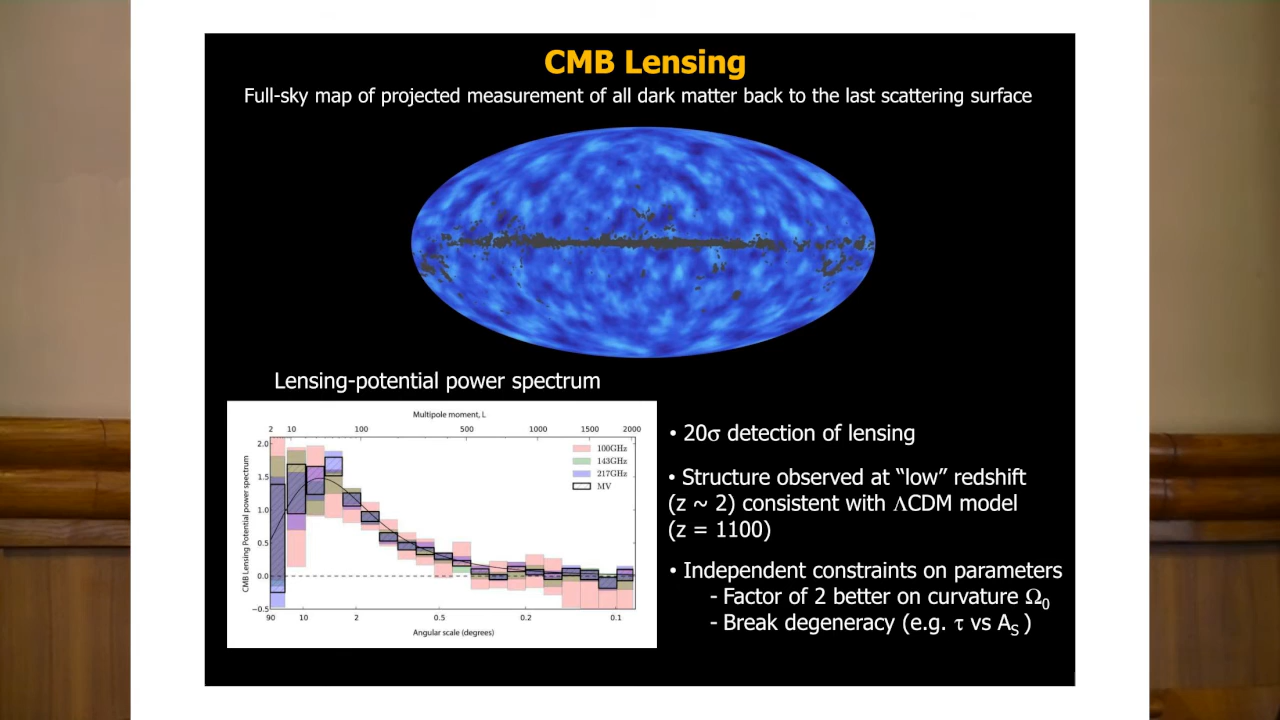 CMB Lensing
Full-sky map of projected measurement of all dark matter back to the last scattering surface
Lensing-potential power spectrum
Multipole moment, L
2 10 100 500 1000 1500 2000
CMB Lensing Potential power spectrum
2.0
1.5
1.0
0.5
0.0
−0.5
100GHz
143GHz
217GHz
MV
90 10 2 0.5 0.2 0.1
Angular scale (degrees)
• 20σ detection of lensing
• Structure observed at “low” redshift
(z ~ 2) consistent with ΛCDM model
(z = 1100)
• Independent constraints on parameters
- Factor of 2 better on curvature Ω₀
- Break degeneracy (e.g. τ vs A_S )